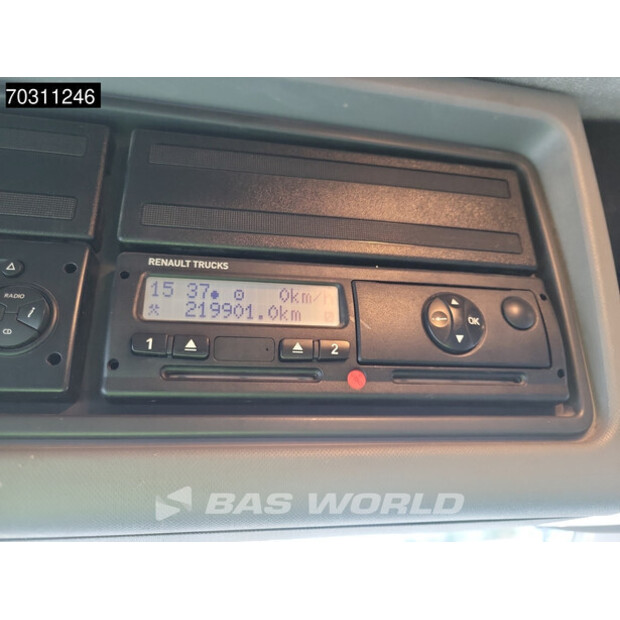 70311246
RENAULT TRUCKS
15 37 0km/h
219901.0km
RADIO
i
CD
OK
1 2
BAS WORLD